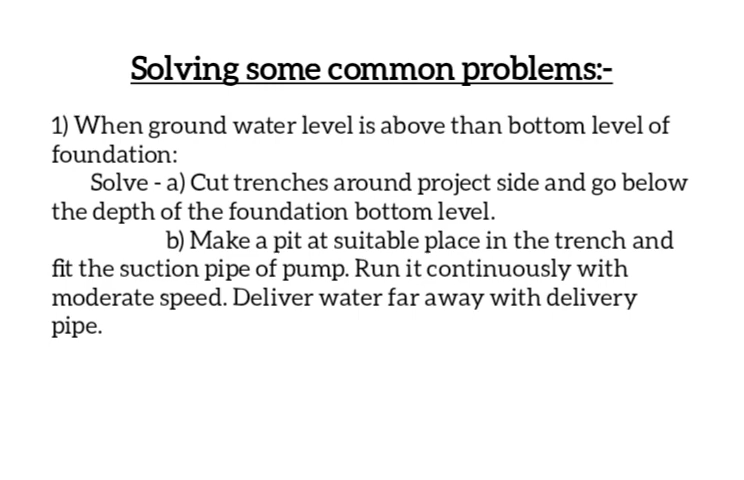 Solving some common problems:-
1) When ground water level is above than bottom level of
foundation:
Solve - a) Cut trenches around project side and go below
the depth of the foundation bottom level.
b) Make a pit at suitable place in the trench and
fit the suction pipe of pump. Run it continuously with
moderate speed. Deliver water far away with delivery
pipe.